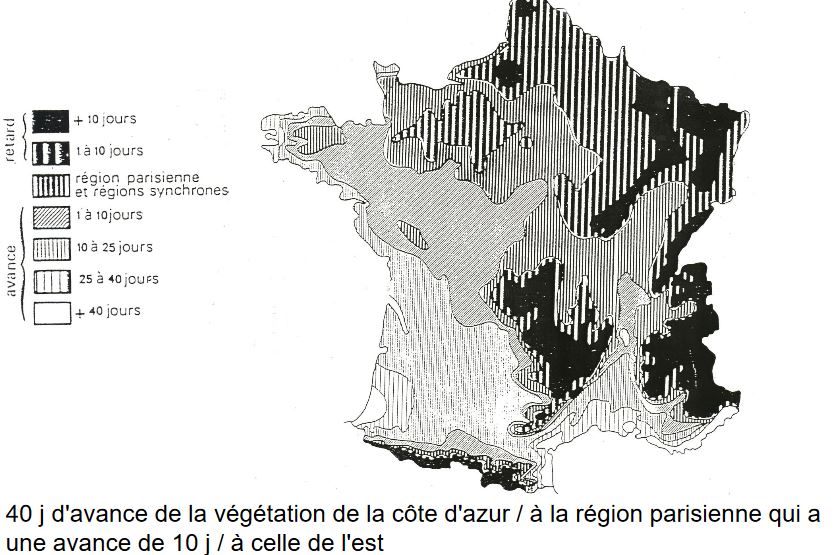 retard
+ 10 jours
1 à 10 jours
région parisienne
et régions synchrones
avance
1 à 10 jours
10 à 25 jours
25 à 40 jours
+ 40 jours
40 j d'avance de la végétation de la côte d'azur / à la région parisienne qui a
une avance de 10 j / à celle de l'est